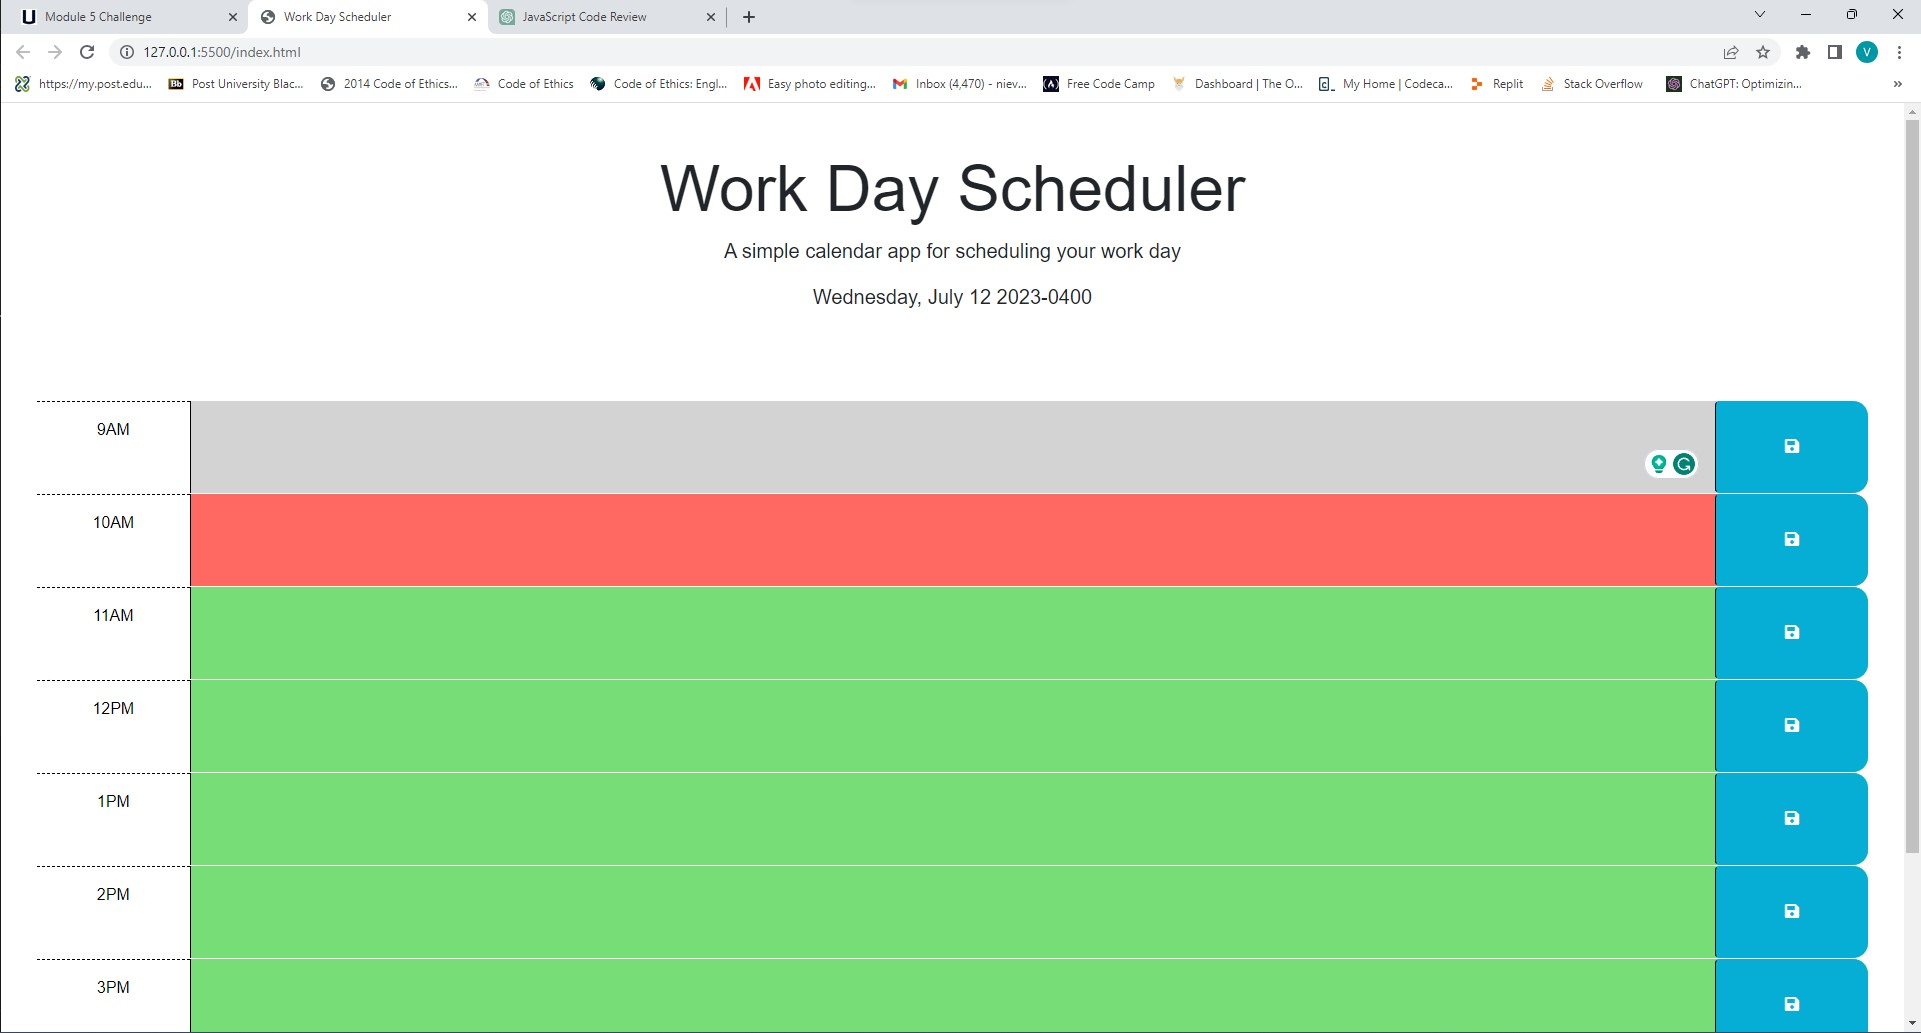 Module 5 Challenge
Work Day Scheduler
JavaScript Code Review
127.0.0.1:5500/index.html
V
https://my.post.edu...
Bb
Post University Blac...
2014 Code of Ethics...
Code of Ethics
Code of Ethics: Engl...
Easy photo editing...
Inbox (4,470) - niev...
Free Code Camp
Dashboard | The O...
My Home | Codeca...
Replit
Stack Overflow
ChatGPT: Optimizin...
Work Day Scheduler
A simple calendar app for scheduling your work day
Wednesday, July 12 2023-0400
9AM
10AM
11AM
12PM
1PM
2PM
3PM